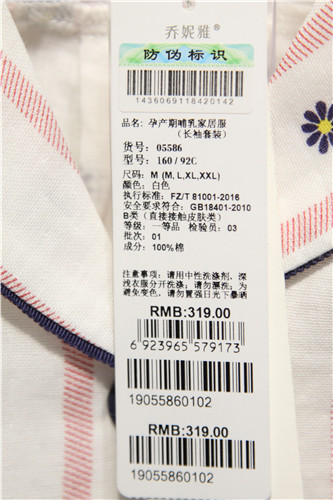 乔妮雅®
防伪标识
1436069118420142
品名: 孕产期哺乳家居服
(长袖套装)
货号: 05586
型号: 160 / 92C
尺码: M (M, L,XL,XXL)
颜色: 白色
执行标准: FZ/T 81001-2016
安全要求符合: GB18401-2010
B类 (直接接触皮肤类)
等级: 一等品 检验员: 03
批次: 01
成分: 100%棉
注意事项: 请用中性洗涤剂, 深
浅衣服分开洗涤; 请勿漂洗; 为
避免变色, 请勿置强日光下曝晒
RMB:319.00
6 923965 579173
19055860102
RMB:319.00
19055860102